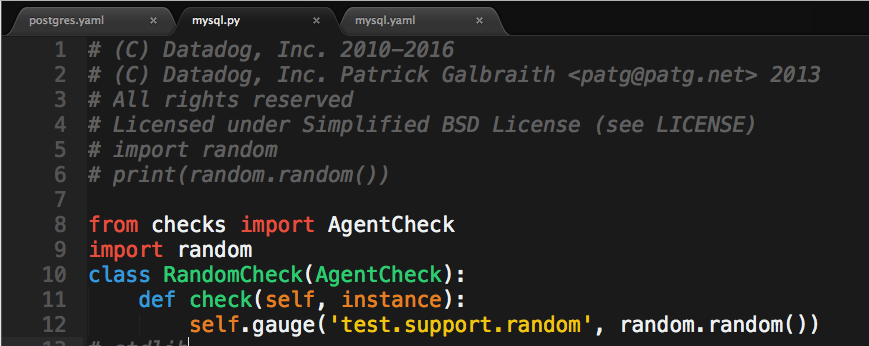 postgres.yaml × mysql.py × mysql.yaml ×
1 # (C) Datadog, Inc. 2010-2016
2 # (C) Datadog, Inc. Patrick Galbraith <patg@patg.net> 2013
3 # All rights reserved
4 # Licensed under Simplified BSD License (see LICENSE)
5 # import random
6 # print(random.random())
7
8 from checks import AgentCheck
9 import random
10 class RandomCheck(AgentCheck):
11 def check(self, instance):
12 self.gauge('test.support.random', random.random())
13 # stdlib